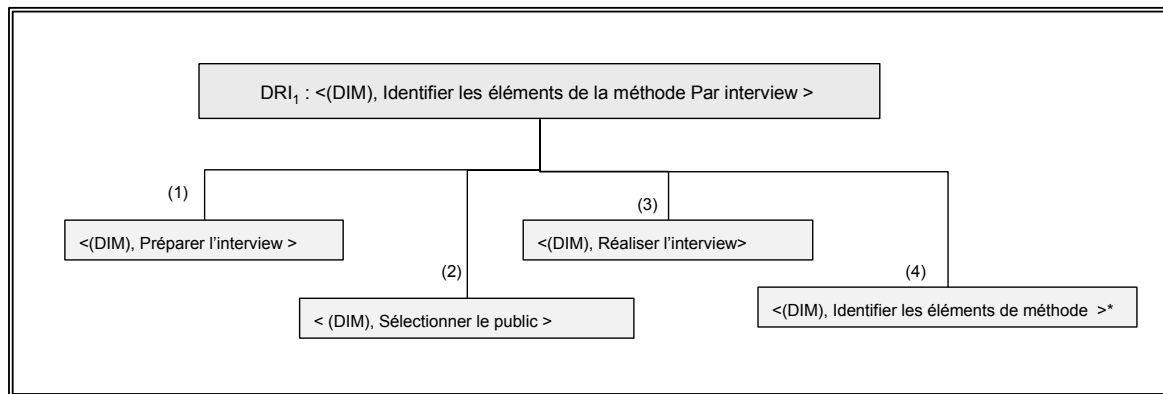 DRI₁ : <(DIM), Identifier les éléments de la méthode Par interview >
(1)
<(DIM), Préparer l’interview >
(2)
< (DIM), Sélectionner le public >
(3)
<(DIM), Réaliser l’interview>
(4)
<(DIM), Identifier les éléments de méthode >*